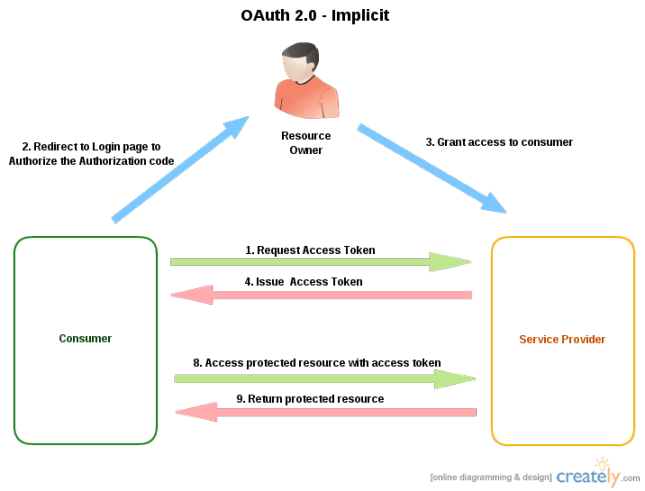 OAuth 2.0 - Implicit
Resource
Owner
2. Redirect to Login page to
Authorize the Authorization code
3. Grant access to consumer
1. Request Access Token
4. Issue  Access Token
Consumer
Service Provider
8. Access protected resource with access token
9. Return protected resource
[online diagramming & design] creately.com